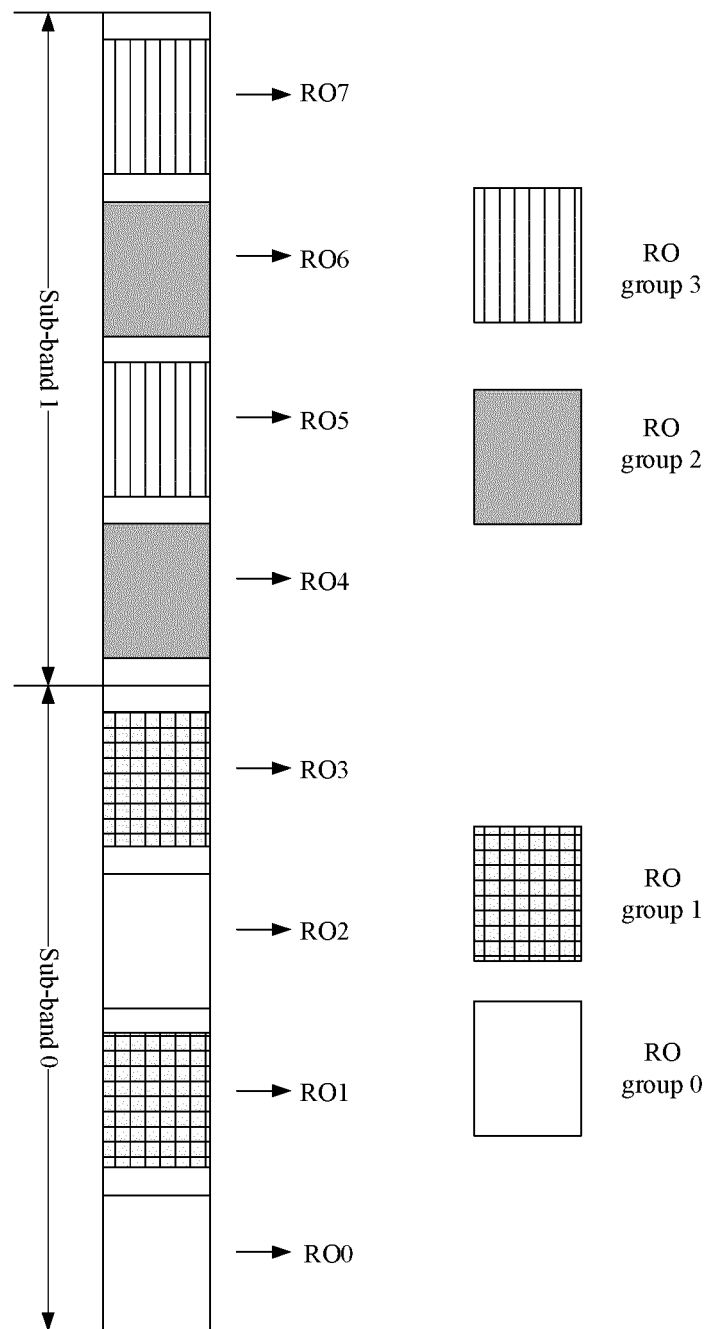 RO7
RO6
RO5
RO4
RO3
RO2
RO1
RO0
Sub-band 1
Sub-band 0
RO
group 3
RO
group 2
RO
group 1
RO
group 0